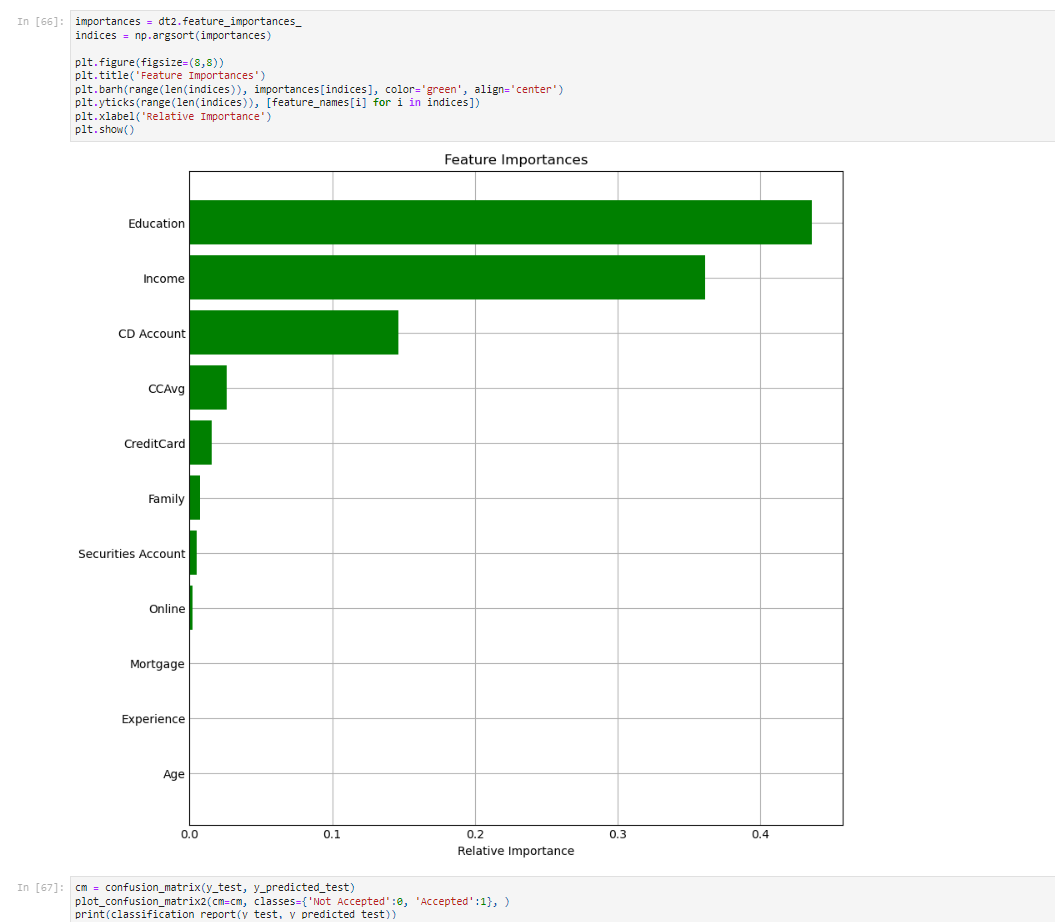 In [66]:
importances = dt2.feature_importances_
indices = np.argsort(importances)
plt.figure(figsize=(8,8))
plt.title('Feature Importances')
plt.barh(range(len(indices)), importances[indices], color='green', align='center')
plt.yticks(range(len(indices)), [feature_names[i] for i in indices])
plt.xlabel('Relative Importance')
plt.show()
Feature Importances
Education
Income
CD Account
CCAvg
CreditCard
Family
Securities Account
Online
Mortgage
Experience
Age
0.0 0.1 0.2 0.3 0.4
Relative Importance
In [67]:
cm = confusion_matrix(y_test, y_predicted_test)
plot_confusion_matrix2(cm=cm, classes={'Not Accepted':0, 'Accepted':1}, )
print(classification_report(y_test, y_predicted_test))